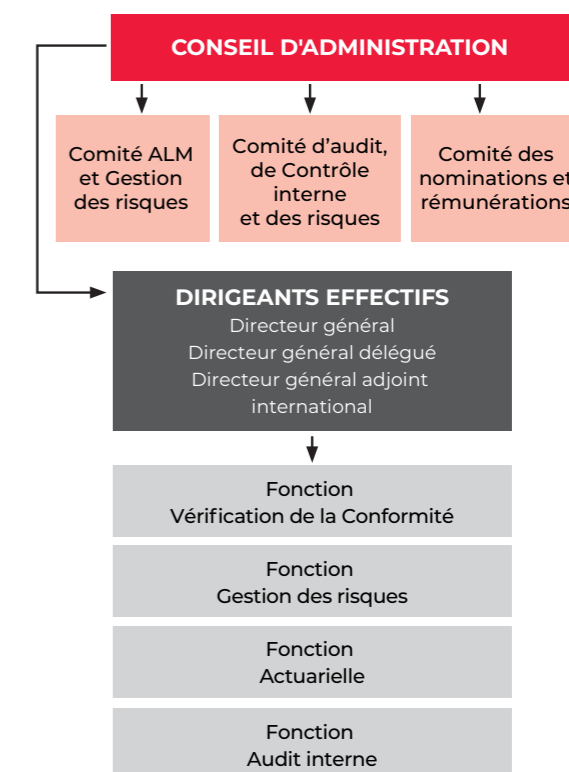 CONSEIL D'ADMINISTRATION
Comité ALM
et Gestion
des risques
Comité d’audit,
de Contrôle
interne
et des risques
Comité des
nominations et
rémunérations
DIRIGEANTS EFFECTIFS
Directeur général
Directeur général délégué
Directeur général adjoint
international
Fonction
Vérification de la Conformité
Fonction
Gestion des risques
Fonction
Actuarielle
Fonction
Audit interne